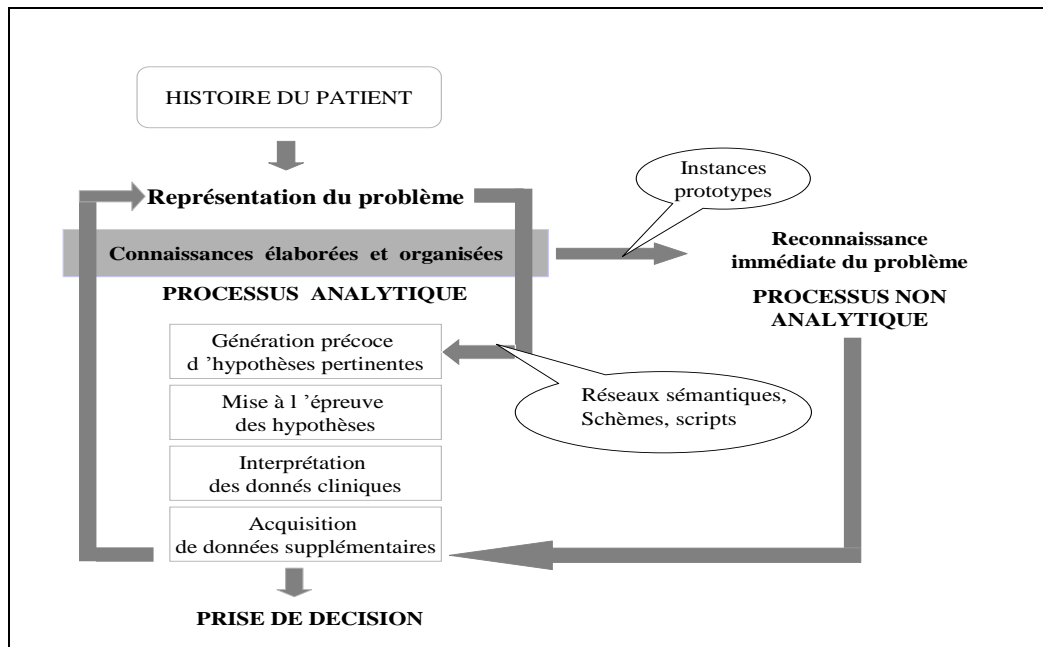 HISTOIRE DU PATIENT
Représentation du problème
Connaissances élaborées et organisées
PROCESSUS ANALYTIQUE
Génération précoce
d ’hypothèses pertinentes
Mise à l ’épreuve
des hypothèses
Interprétation
des donnés cliniques
Acquisition
de données supplémentaires
PRISE DE DECISION
Instances
prototypes
Reconnaissance
immédiate du problème
PROCESSUS NON
ANALYTIQUE
Réseaux sémantiques,
Schèmes, scripts